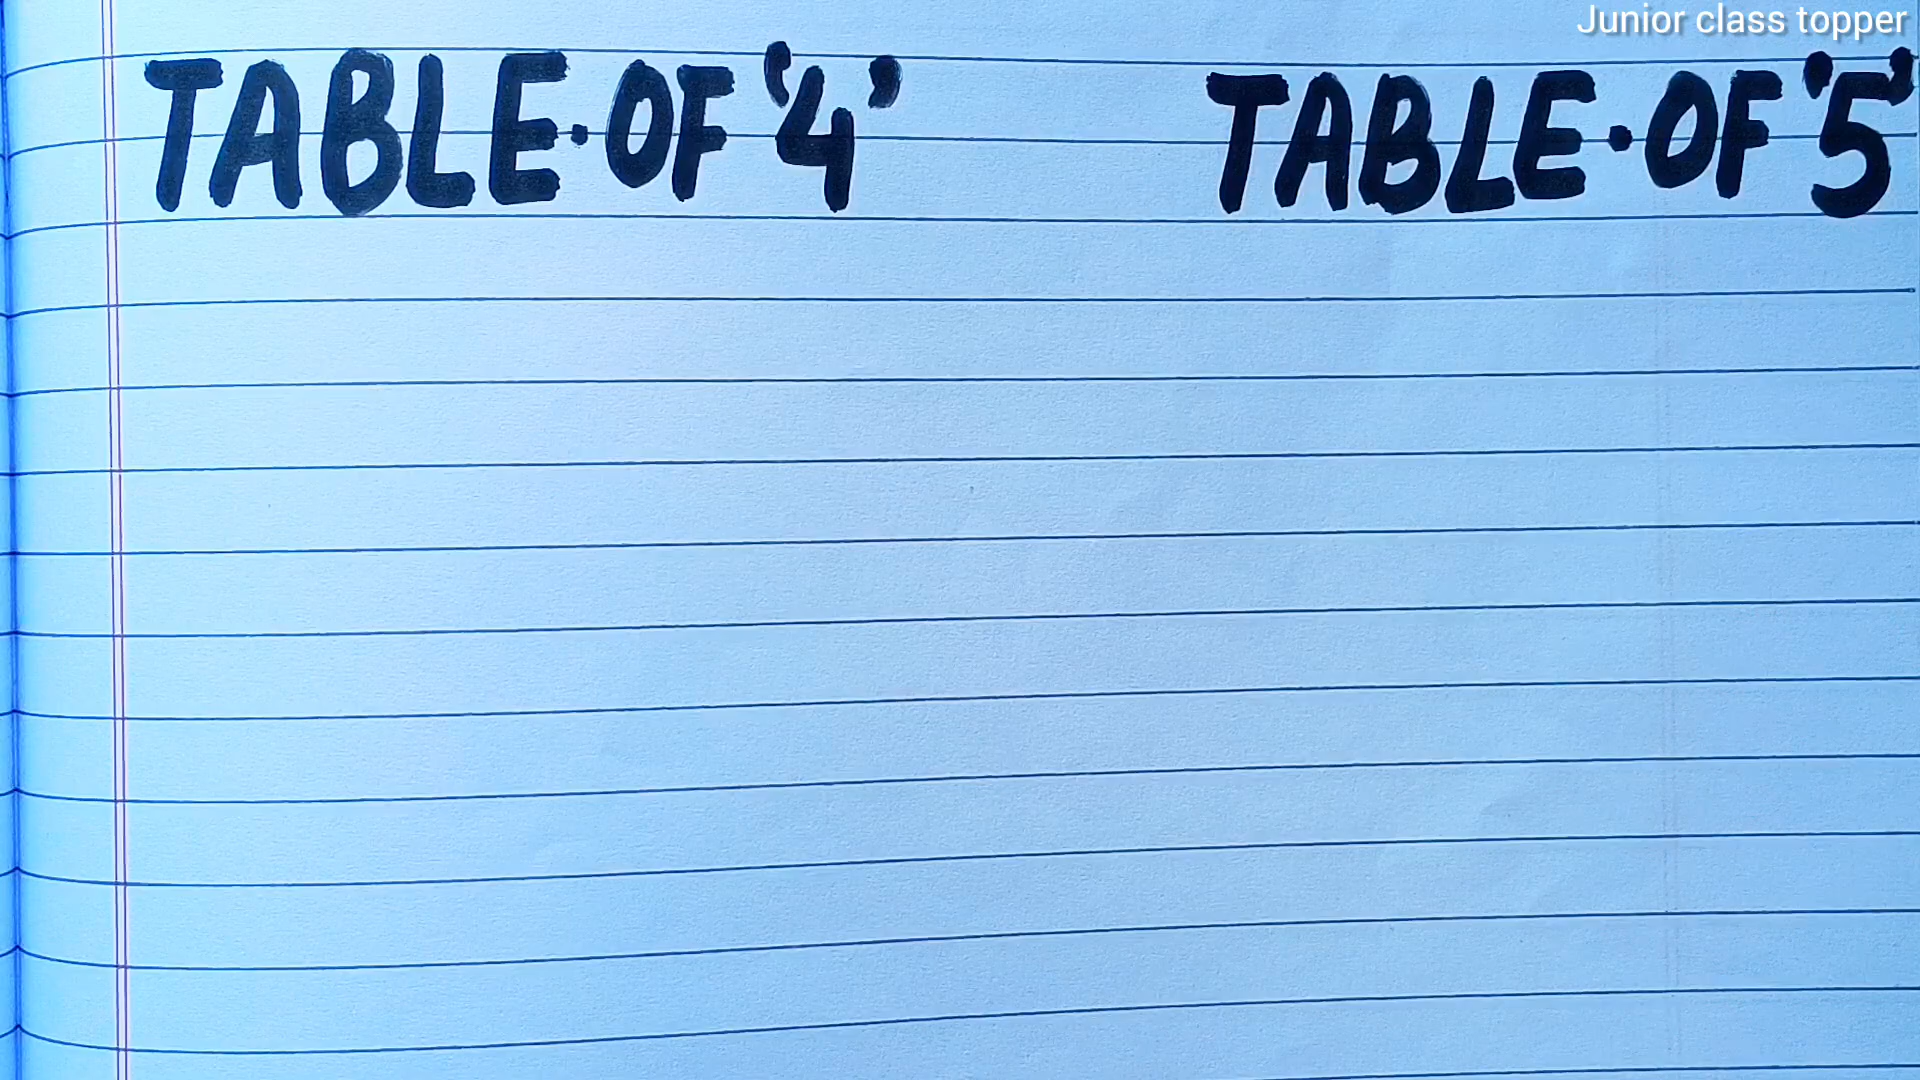 Junior class topper
TABLE·OF '4'
TABLE·OF '5'